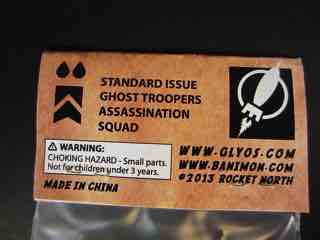 STANDARD ISSUE
GHOST TROOPERS
ASSASSINATION
SQUAD
WARNING:
CHOKING HAZARD - Small parts.
Not for children under 3 years.
MADE IN CHINA
WWW.GLYOS.COM
WWW.BANIMON.COM
©2013 ROCKET NORTH